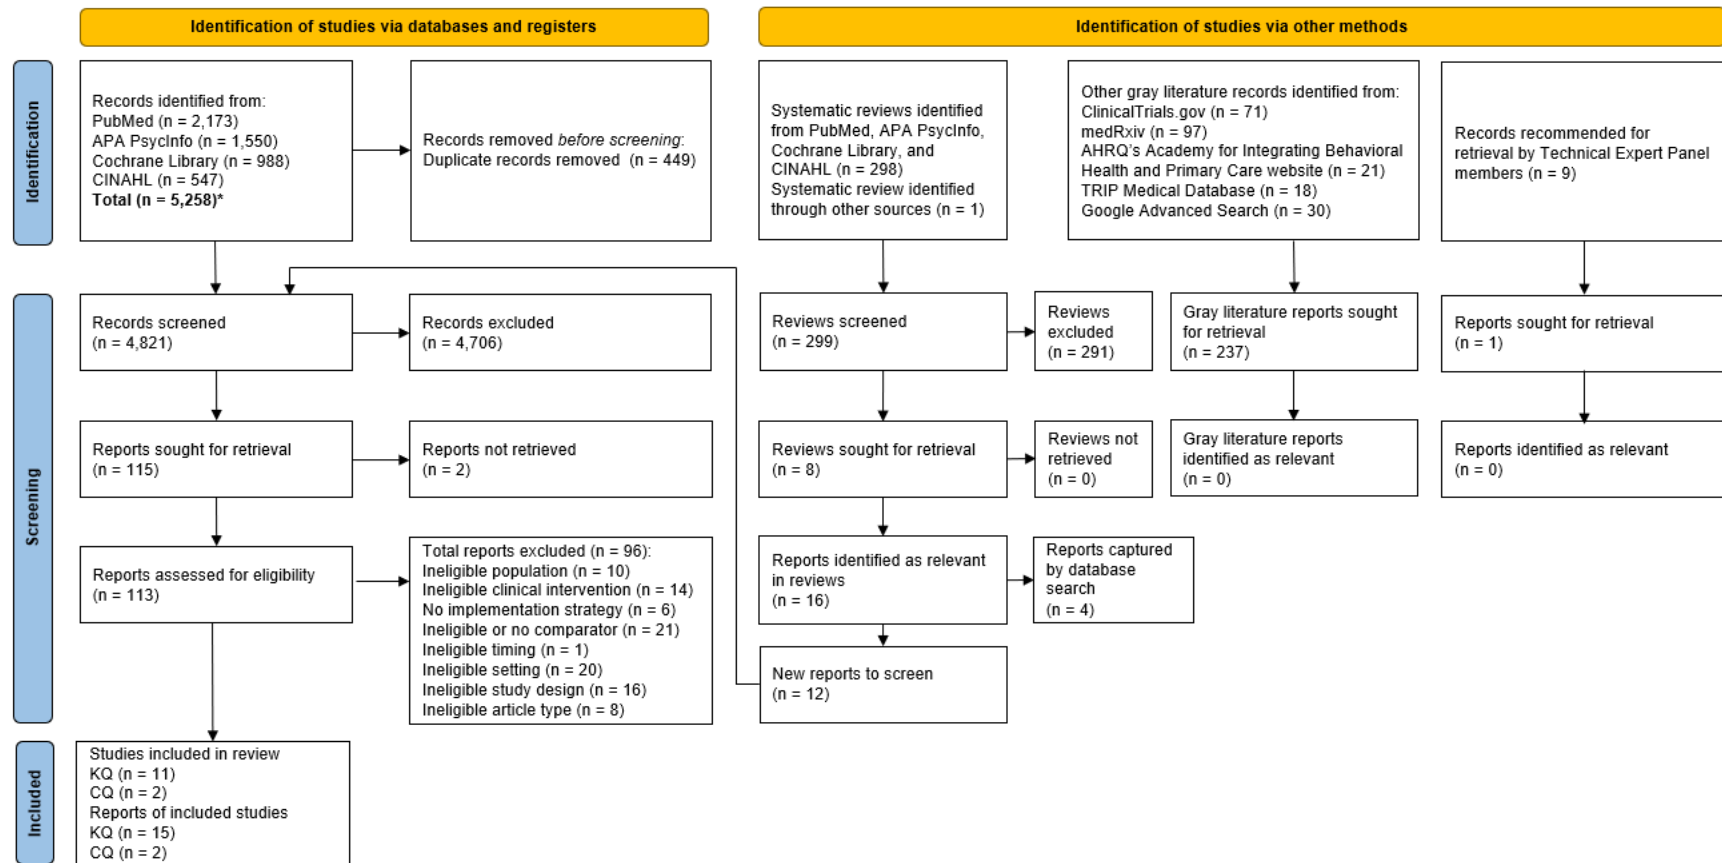 Identification of studies via databases and registers
Identification of studies via other methods
Identification
Records identified from:
PubMed (n = 2,173)
APA PsycInfo (n = 1,550)
Cochrane Library (n = 988)
CINAHL (n = 547)
Total (n = 5,258)*
Records removed before screening:
Duplicate records removed (n = 449)
Systematic reviews identified
from PubMed, APA PsycInfo,
Cochrane Library, and
CINAHL (n = 298)
Systematic review identified
through other sources (n = 1)
Other gray literature records identified from:
ClinicalTrials.gov (n = 71)
medRxiv (n = 97)
AHRQ's Academy for Integrating Behavioral
Health and Primary Care website (n = 21)
TRIP Medical Database (n = 18)
Google Advanced Search (n = 30)
Records recommended for
retrieval by Technical Expert Panel
members (n = 9)
Screening
Records screened
(n = 4,821)
Records excluded
(n = 4,706)
Reviews screened
(n = 299)
Reviews
excluded
(n = 291)
Gray literature reports sought
for retrieval
(n = 237)
Reports sought for retrieval
(n = 1)
Reports sought for retrieval
(n = 115)
Reports not retrieved
(n = 2)
Reviews sought for retrieval
(n = 8)
Reviews not
retrieved
(n = 0)
Gray literature reports
identified as relevant
(n = 0)
Reports identified as relevant
(n = 0)
Reports assessed for eligibility
(n = 113)
Total reports excluded (n = 96):
Ineligible population (n = 10)
Ineligible clinical intervention (n = 14)
No implementation strategy (n = 6)
Ineligible or no comparator (n = 21)
Ineligible timing (n = 1)
Ineligible setting (n = 20)
Ineligible study design (n = 16)
Ineligible article type (n = 8)
Reports identified as relevant
in reviews
(n = 16)
Reports captured
by database
search
(n = 4)
New reports to screen
(n = 12)
Included
Studies included in review
KQ (n = 11)
CQ (n = 2)
Reports of included studies
KQ (n = 15)
CQ (n = 2)